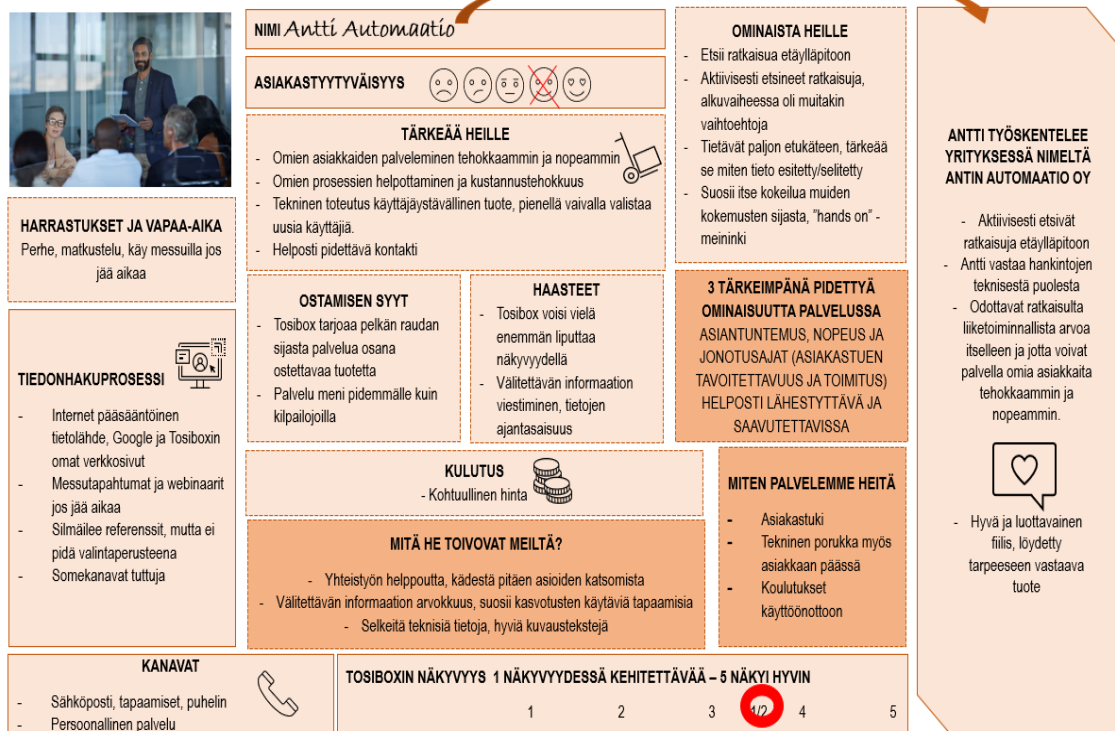 NIMI Antti Automaatio
ASIAKASTYYTYVÄISYYS
TÄRKEÄÄ HEILLE
- Omien asiakkaiden palveleminen tehokkaammin ja nopeammin
- Omien prosessien helpottaminen ja kustannustehokkuus
- Tekninen toteutus käyttäjäystävällinen tuote, pienellä vaivalla valistaa
uusia käyttäjiä.
- Helposti pidettävä kontakti
OMINAISTA HEILLE
- Etsii ratkaisua etäylläpitoon
- Aktiivisesti etsineet ratkaisuja,
alkuvaiheessa oli muitakin
vaihtoehtoja
- Tietävät paljon etukäteen, tärkeää
se miten tieto esitetty/selitetty
- Suosii itse kokeilua muiden
kokemusten sijasta, "hands on" -
meininki
HARRASTUKSET JA VAPAA-AIKA
Perhe, matkustelu, käy messuilla jos
jää aikaa
TIEDONHAKUPROSESSI
- Internet pääsääntöinen
tietolähde, Google ja Tosiboxin
omat verkkosivut
- Messutapahtumat ja webinaarit
jos jää aikaa
- Silmäilee referenssit, mutta ei
pidä valintaperusteena
- Somekanavat tuttuja
OSTAMISEN SYYT
- Tosibox tarjoaa pelkän raudan
sijasta palvelua osana
ostettavaa tuotetta
- Palvelu meni pidemmälle kuin
kilpailojilla
HAASTEET
- Tosibox voisi vielä
enemmän liputtaa
näkyvyydellä
- Välitettävän informaation
viestiminen, tietojen
ajantasaisuus
3 TÄRKEIMPÄNÄ PIDETTYÄ
OMINAISUUTTA PALVELUSSA
ASIANTUNTEMUS, NOPEUS JA
JONOTUSAJAT (ASIAKASTUEN
TAVOITETTAVUUS JA TOIMITUS)
HELPOSTI LÄHESTYTTÄVÄ JA
SAAVUTETTAVISSA
KULUTUS
- Kohtuullinen hinta
MITÄ HE TOIVOVAT MEILTÄ?
- Yhteistyön helppoutta, kädestä pitäen asioiden katsomista
- Välitettävän informaation arvokkuus, suosii kasvotusten käytäviä tapaamisia
- Selkeitä teknisiä tietoja, hyviä kuvaustekstejä
MITEN PALVELEMME HEITÄ
- Asiakastuki
- Tekninen porukka myös
asiakkaan päässä
- Koulutukset
käyttöönottoon
ANTTI TYÖSKENTELEE
YRITYKSESSÄ NIMELTÄ
ANTIN AUTOMAATIO OY
- Aktiivisesti etsivät
ratkaisuja etäylläpitoon
- Antti vastaa hankintojen
teknisestä puolesta
- Odottavat ratkaisulta
liiketoiminnallista arvoa
itselleen ja jotta voivat
palvella omia asiakkaita
tehokkaammin ja
nopeammin.
- Hyvä ja luottavainen
fiilis, löydetty
tarpeeseen vastaava
tuote
KANAVAT
- Sähköposti, tapaamiset, puhelin
- Persoonallinen palvelu
TOSIBOXIN NÄKYVYYS 1 NÄKYVYYDESSÄ KEHITETTÄVÄÄ – 5 NÄKYI HYVIN
1 2 3 1/2 4 5